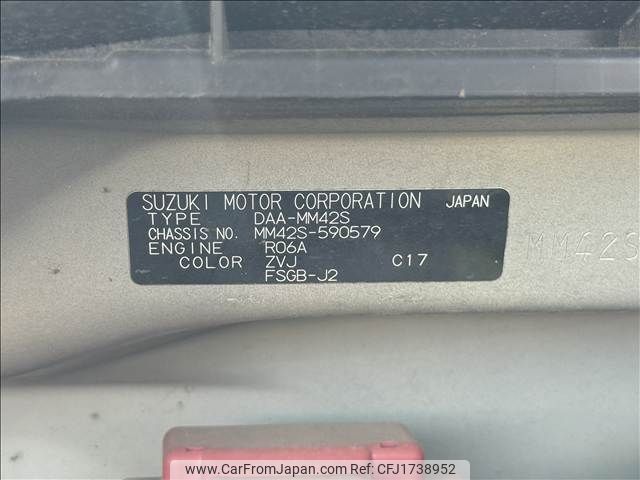 SUZUKI MOTOR CORPORATION JAPAN
TYPE DAA-MM42S
CHASSIS NO. MM42S-590579
ENGINE R06A
COLOR ZVJ C17
FSGB-J2
MM42S
www.CarFromJapan.com | Ref No: CFJ1738952